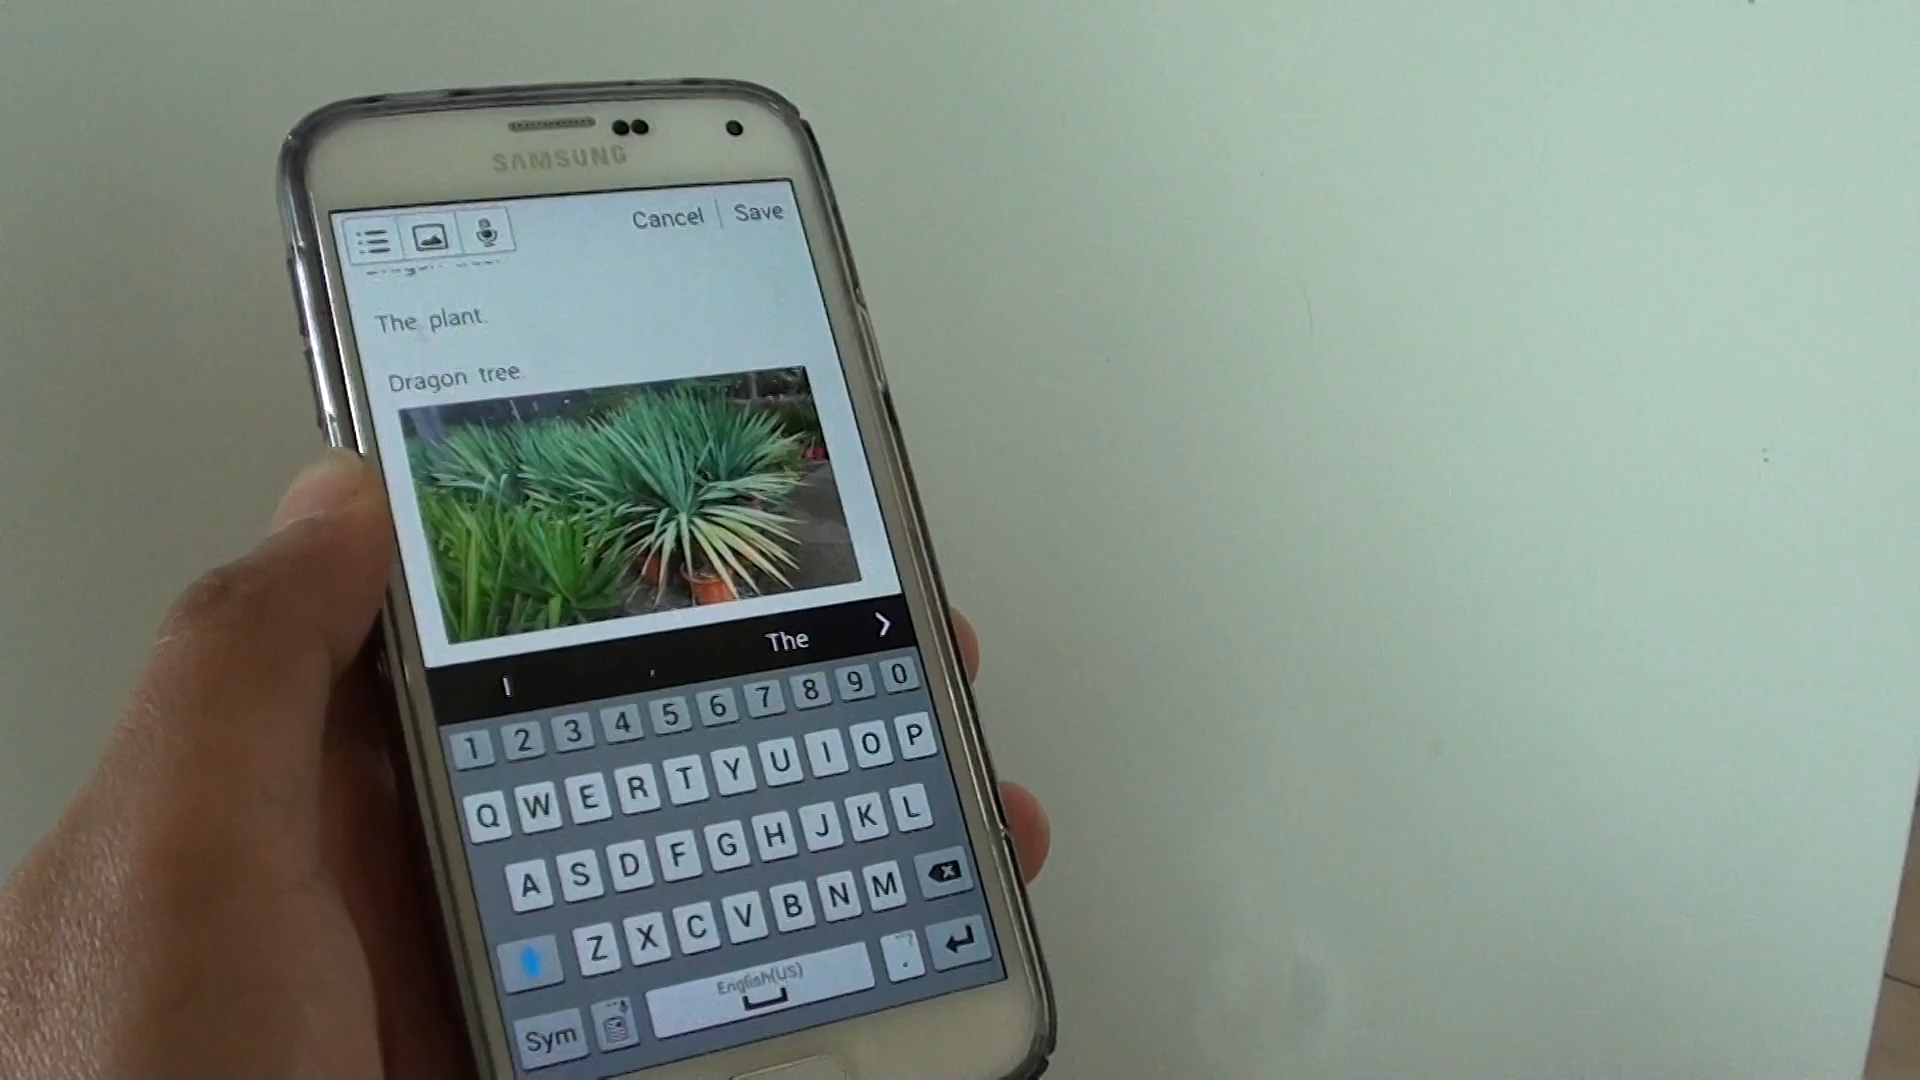 SAMSUNG
Cancel Save
The plant.
Dragon tree.
I , The
1 2 3 4 5 6 7 8 9 0
Q W E R T Y U I O P
A S D F G H J K L
Z X C V B N M
Sym English(US) .